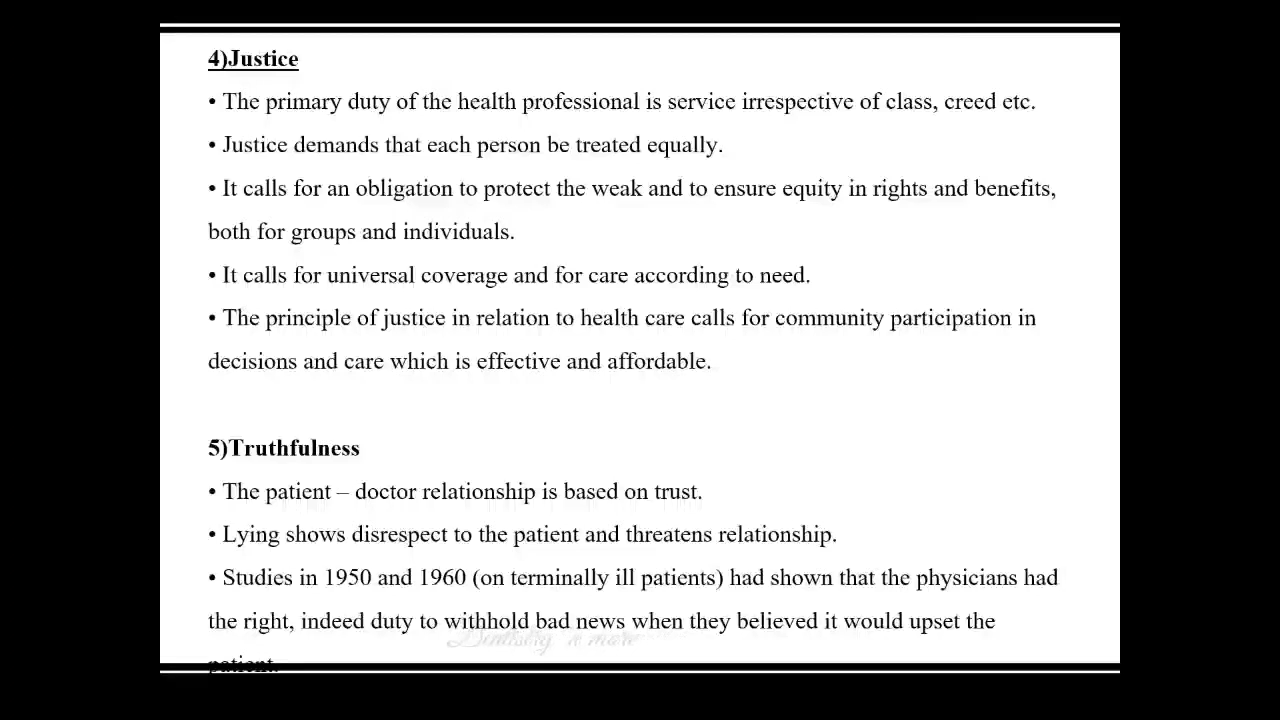 4)Justice
• The primary duty of the health professional is service irrespective of class, creed etc.
• Justice demands that each person be treated equally.
• It calls for an obligation to protect the weak and to ensure equity in rights and benefits,
both for groups and individuals.
• It calls for universal coverage and for care according to need.
• The principle of justice in relation to health care calls for community participation in
decisions and care which is effective and affordable.
5)Truthfulness
• The patient – doctor relationship is based on trust.
• Lying shows disrespect to the patient and threatens relationship.
• Studies in 1950 and 1960 (on terminally ill patients) had shown that the physicians had
the right, indeed duty to withhold bad news when they believed it would upset the
patient.